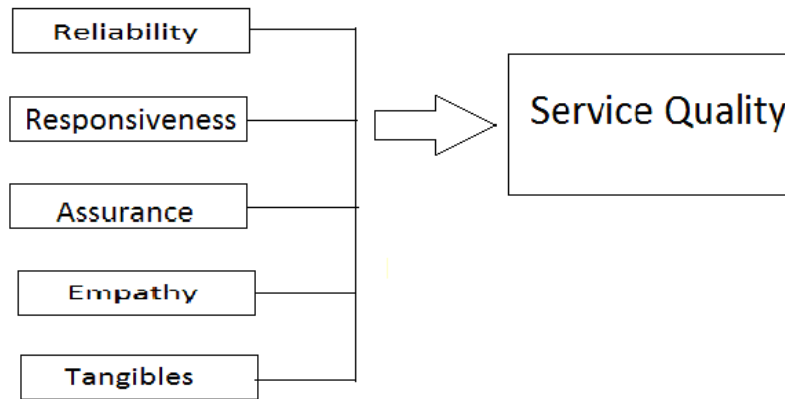 Reliability
Responsiveness
Assurance
Empathy
Tangibles
Service Quality